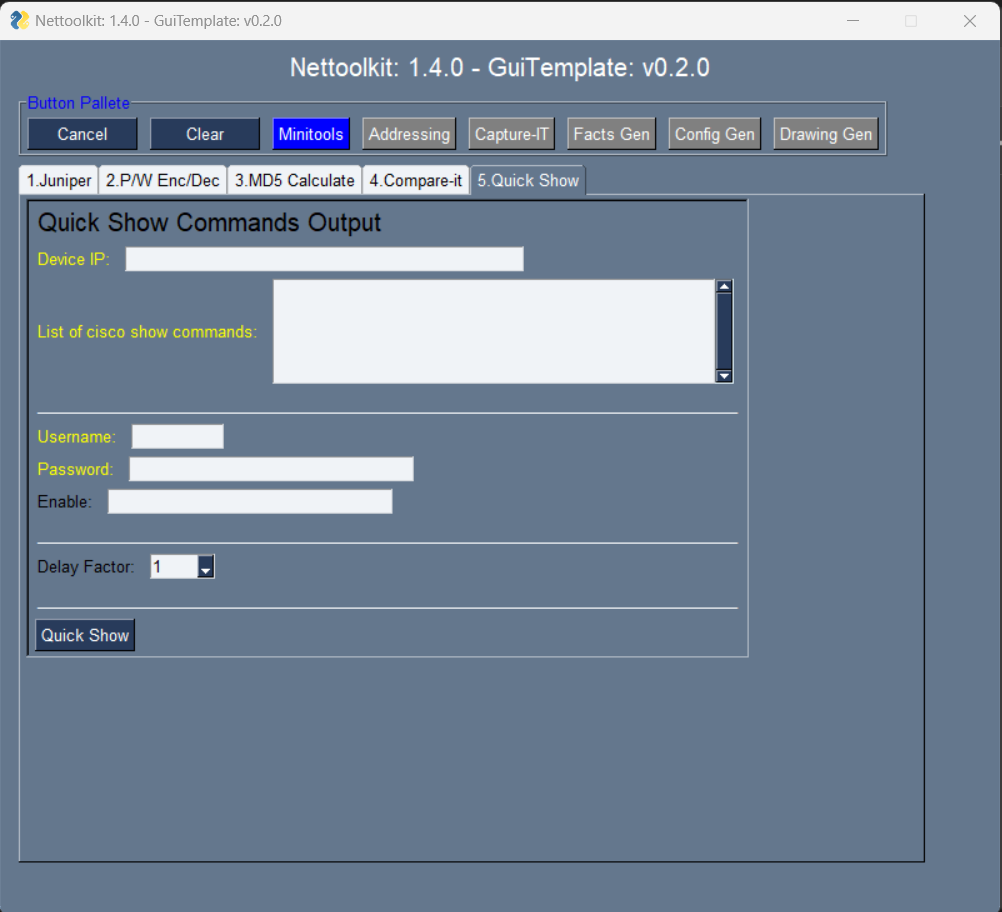 Nettoolkit: 1.4.0 - GuiTemplate: v0.2.0
Nettoolkit: 1.4.0 - GuiTemplate: v0.2.0
Button Pallete
Cancel Clear Minitools Addressing Capture-IT Facts Gen Config Gen Drawing Gen
1.Juniper 2.P/W Enc/Dec 3.MD5 Calculate 4.Compare-it 5.Quick Show
Quick Show Commands Output
Device IP:
List of cisco show commands:
Username:
Password:
Enable:
Delay Factor: 1
Quick Show